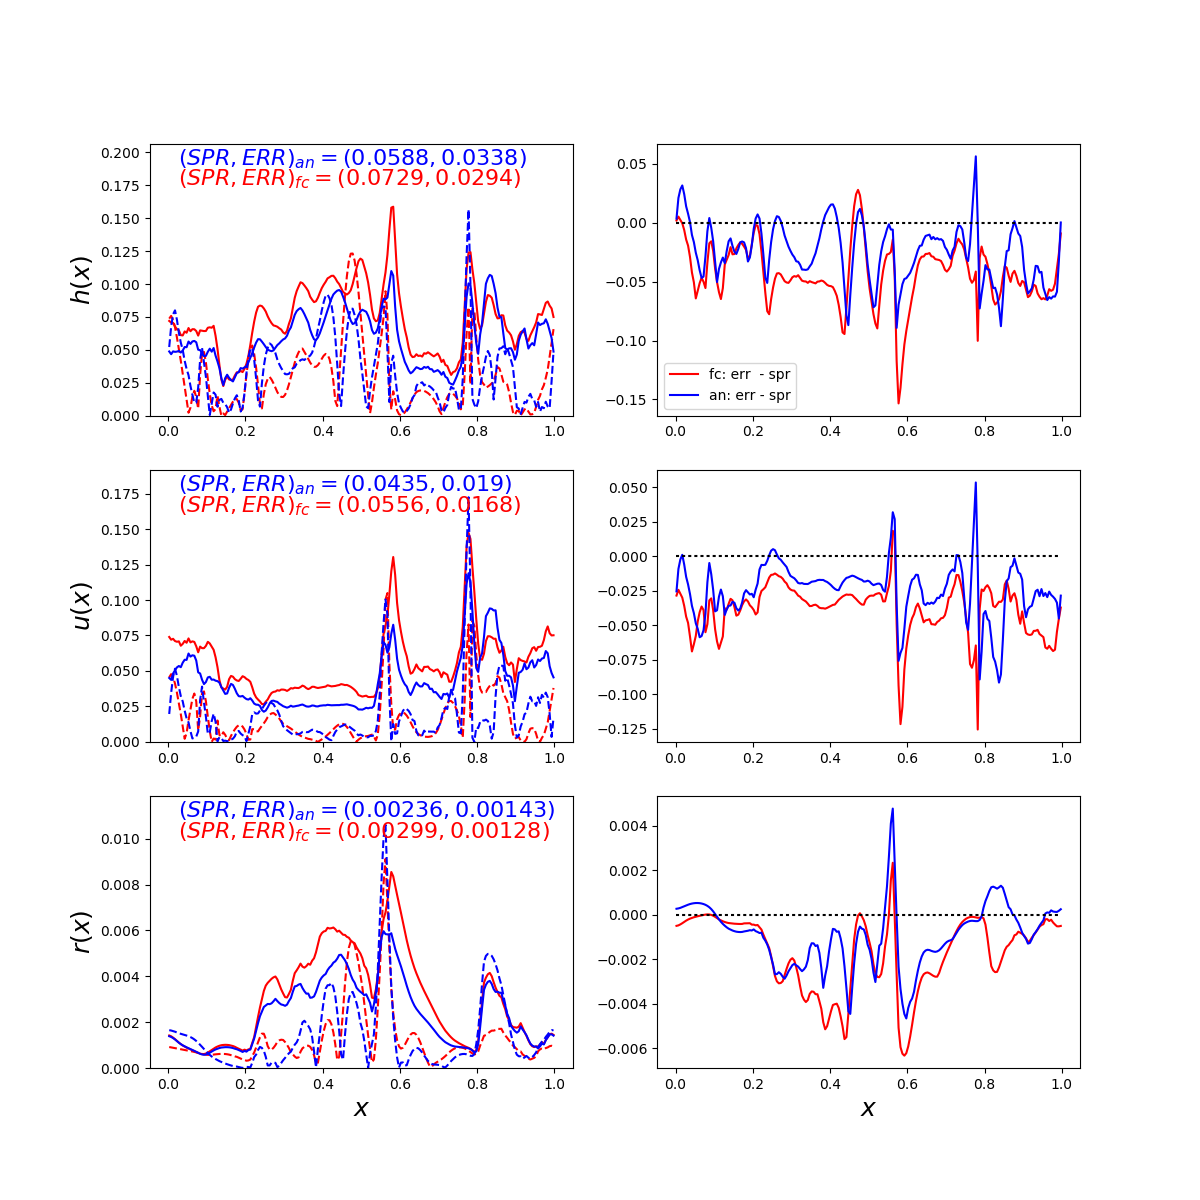 h(x)
0.200
0.175
0.150
0.125
0.100
0.075
0.050
0.025
0.000
(SPR, ERR)an = (0.0588, 0.0338)
(SPR, ERR)fc = (0.0729, 0.0294)
0.0 0.2 0.4 0.6 0.8 1.0
0.05
0.00
−0.05
−0.10
−0.15
fc: err - spr
an: err - spr
0.0 0.2 0.4 0.6 0.8 1.0
u(x)
0.175
0.150
0.125
0.100
0.075
0.050
0.025
0.000
(SPR, ERR)an = (0.0435, 0.019)
(SPR, ERR)fc = (0.0556, 0.0168)
0.0 0.2 0.4 0.6 0.8 1.0
0.050
0.025
0.000
−0.025
−0.050
−0.075
−0.100
−0.125
0.0 0.2 0.4 0.6 0.8 1.0
r(x)
0.010
0.008
0.006
0.004
0.002
0.000
(SPR, ERR)an = (0.00236, 0.00143)
(SPR, ERR)fc = (0.00299, 0.00128)
0.0 0.2 0.4 0.6 0.8 1.0
x
0.004
0.002
0.000
−0.002
−0.004
−0.006
0.0 0.2 0.4 0.6 0.8 1.0
x